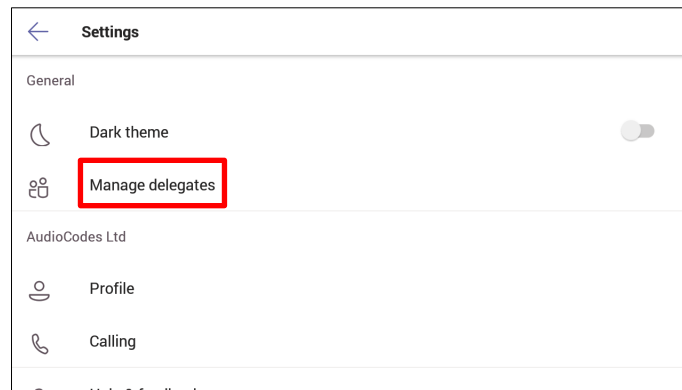 Settings
General
Dark theme
Manage delegates
AudioCodes Ltd
Profile
Calling